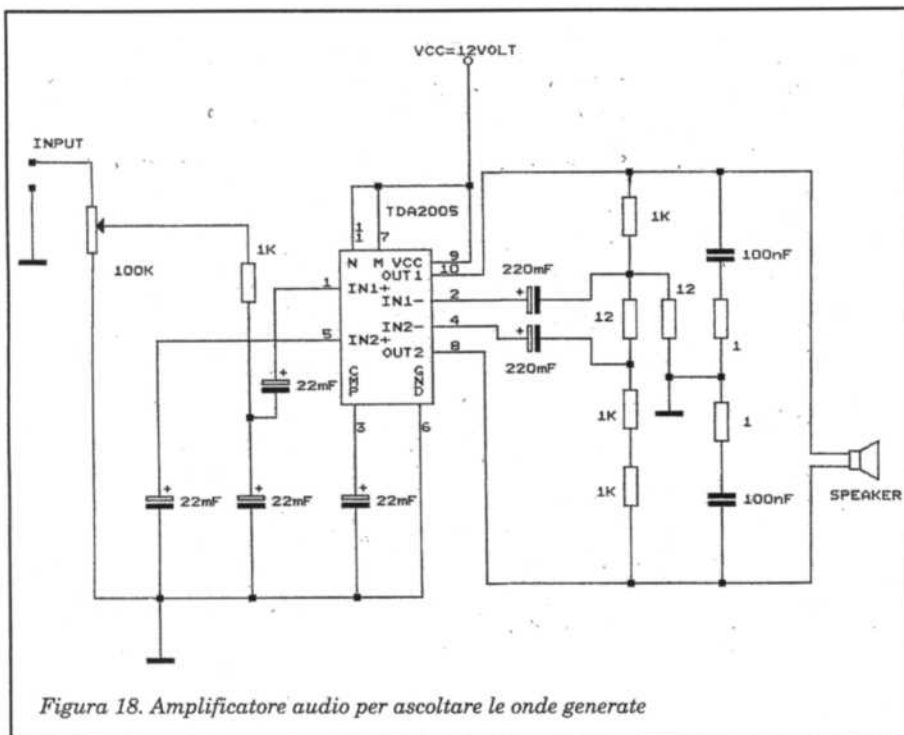 VCC=12VOLT
INPUT
100K
1K
TDA2005
11
7
N M VCC
9
OUT1
10
1
IN1+
IN1-
2
5
IN2+
IN2-
4
OUT2
8
CMP
GND
3
6
22mF
22mF
22mF
22mF
220mF
220mF
1K
12
12
1K
1K
100nF
1
1
100nF
SPEAKER
Figura 18. Amplificatore audio per ascoltare le onde generate